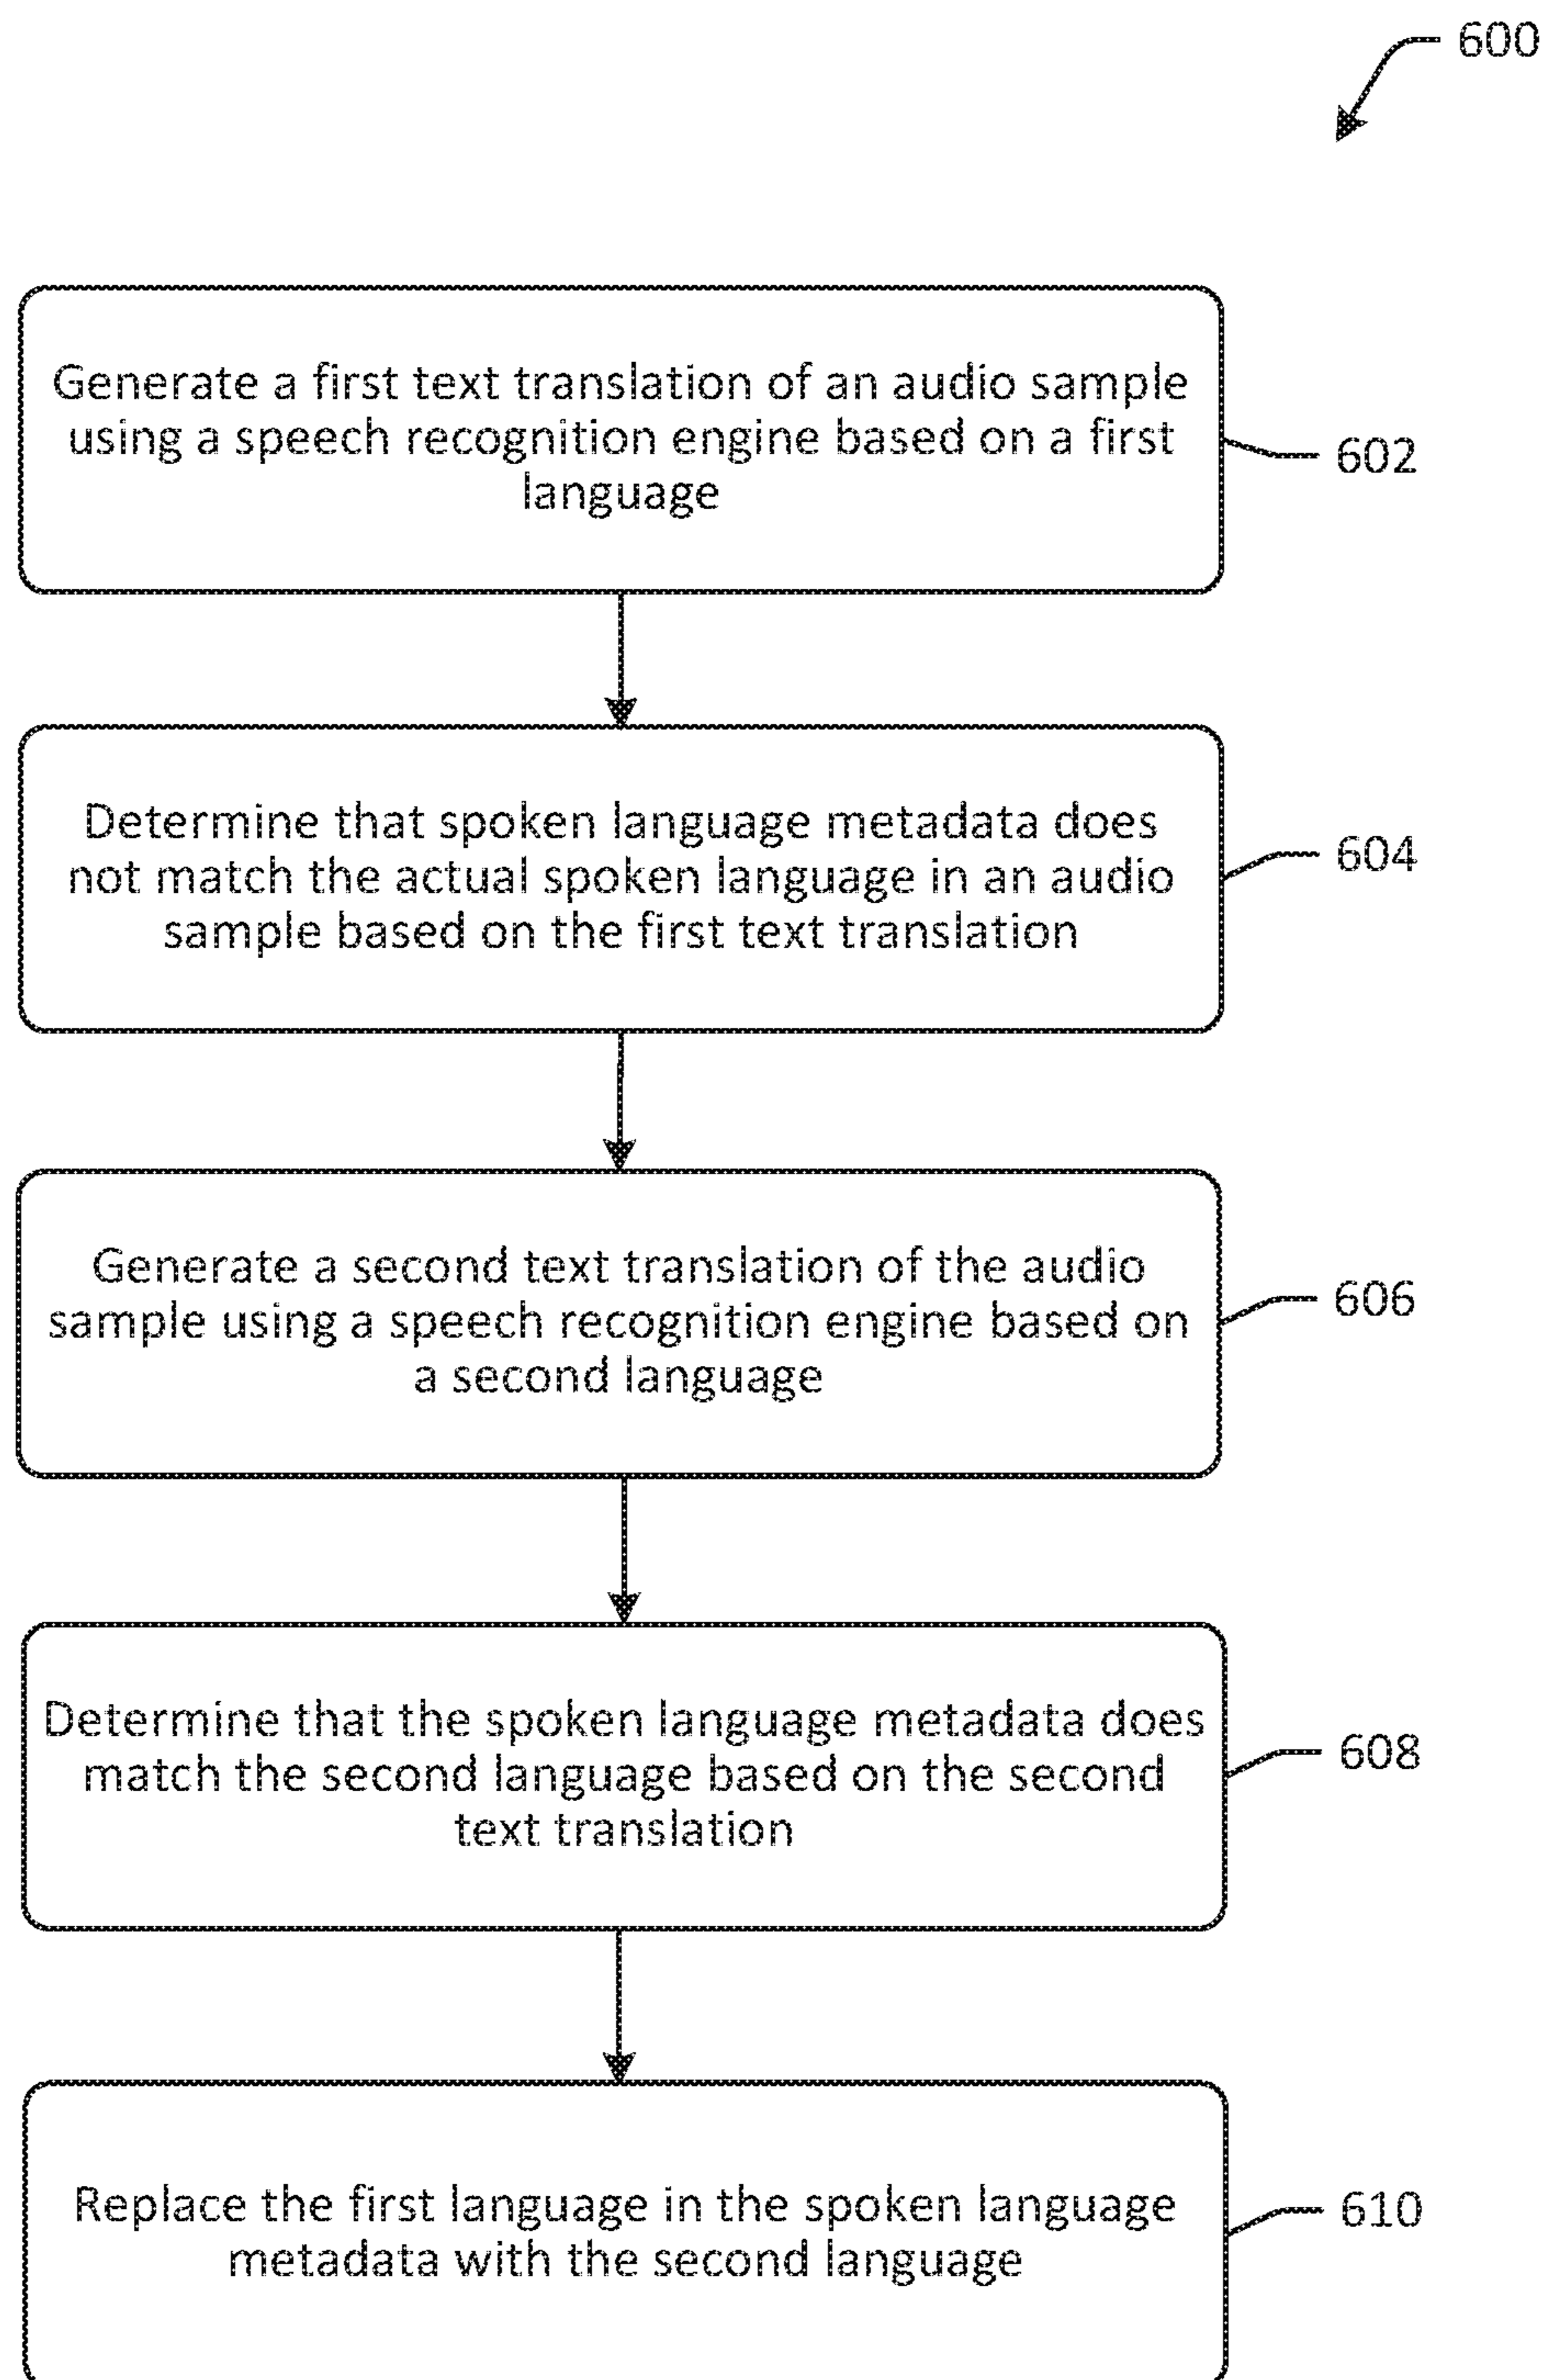 600
Generate a first text translation of an audio sample
using a speech recognition engine based on a first
language
602
Determine that spoken language metadata does
not match the actual spoken language in an audio
sample based on the first text translation
604
Generate a second text translation of the audio
sample using a speech recognition engine based on
a second language
606
Determine that the spoken language metadata does
match the second language based on the second
text translation
608
Replace the first language in the spoken language
metadata with the second language
610